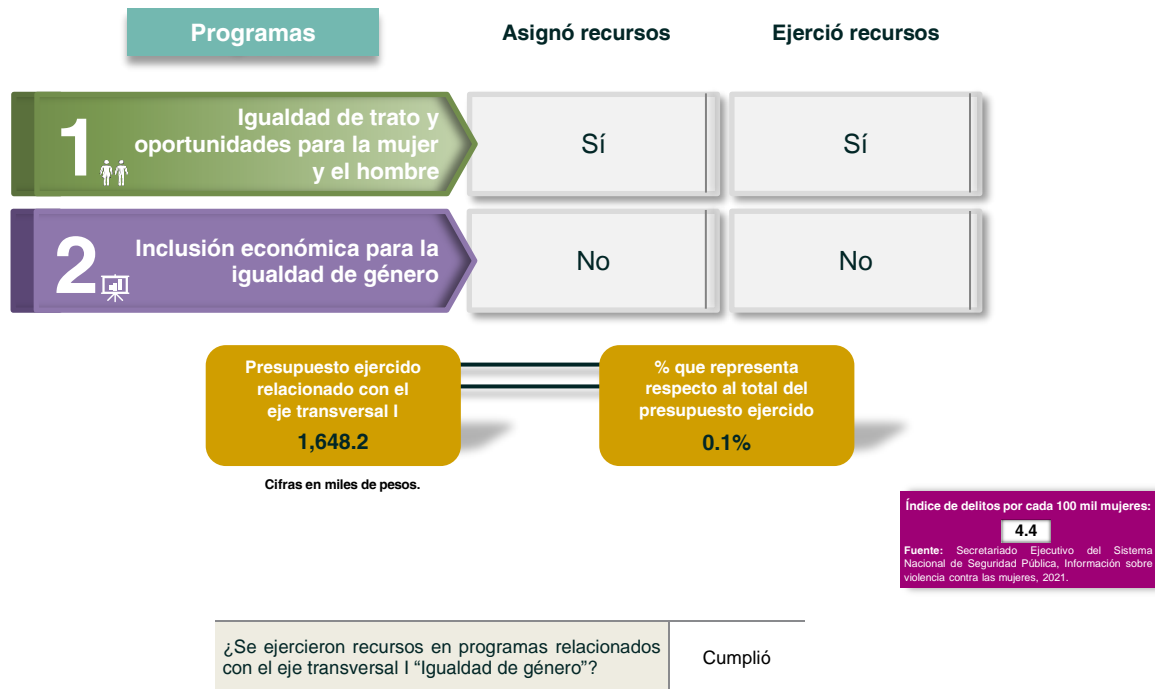 Programas
Asignó recursos
Ejerció recursos
1
Igualdad de trato y
oportunidades para la mujer
y el hombre
Sí
Sí
2
Inclusión económica para la
igualdad de género
No
No
Presupuesto ejercido
relacionado con el
eje transversal I
1,648.2
% que representa
respecto al total del
presupuesto ejercido
0.1%
Cifras en miles de pesos.
Índice de delitos por cada 100 mil mujeres:
4.4
Fuente: Secretariado Ejecutivo del Sistema
Nacional de Seguridad Pública, Información sobre
violencia contra las mujeres, 2021.
¿Se ejercieron recursos en programas relacionados
con el eje transversal I “Igualdad de género”?
Cumplió